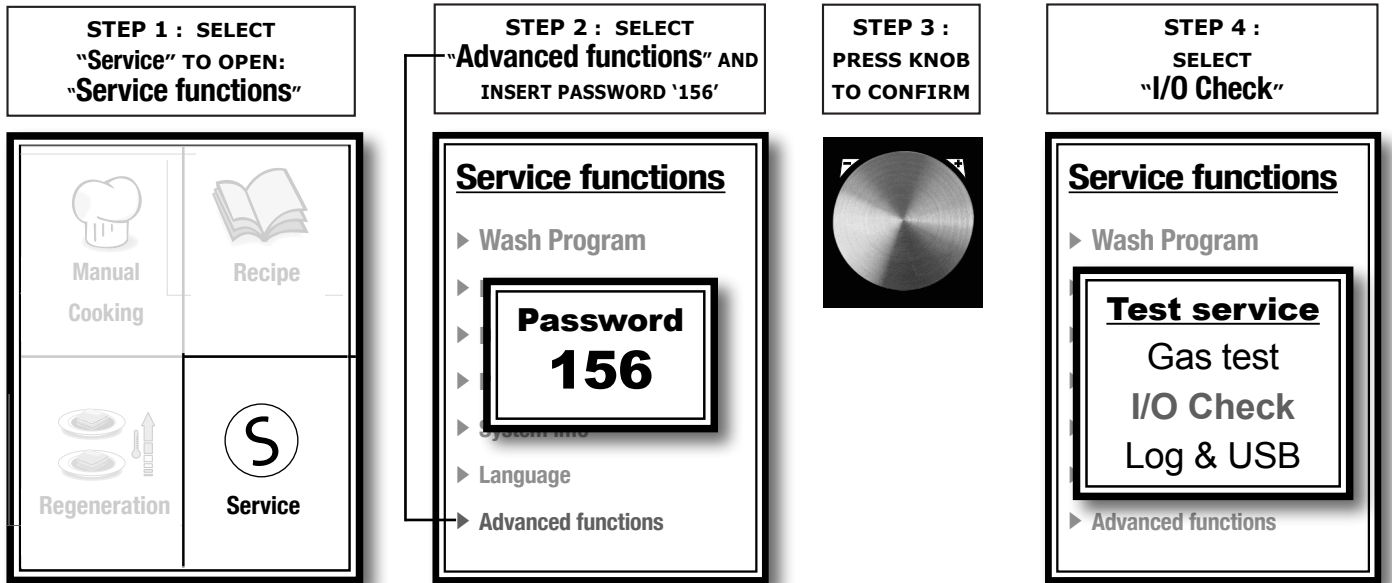 STEP 1 : SELECT
"Service" TO OPEN:
"Service functions"
STEP 2 : SELECT
"Advanced functions" AND
INSERT PASSWORD ‘156’
STEP 3 :
PRESS KNOB
TO CONFIRM
STEP 4 :
SELECT
"I/O Check"
Manual
Cooking
Recipe
Regeneration
S
Service
Service functions
Wash Program
Password
156
System info
Language
Advanced functions
- +
Service functions
Wash Program
Test service
Gas test
I/O Check
Log & USB
Advanced functions